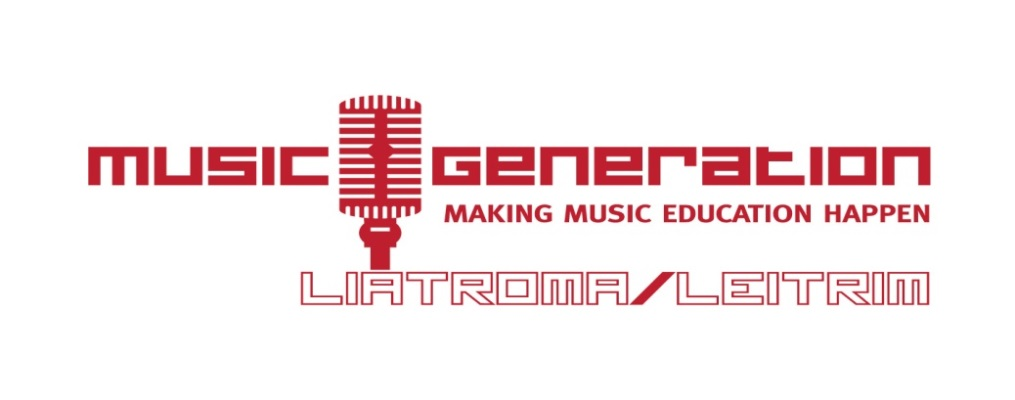 music Generation
MAKING MUSIC EDUCATION HAPPEN
LIATROMA/LEITRIM